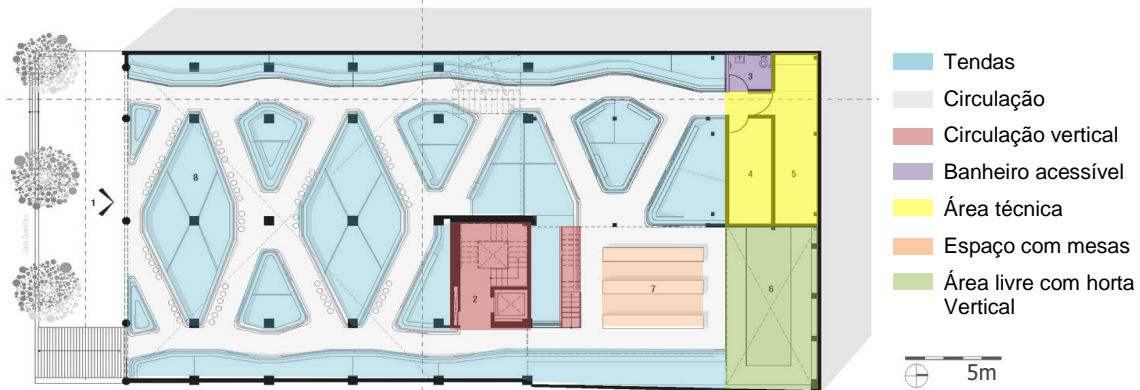 Tendas
Circulação
Circulação vertical
Banheiro acessível
Área técnica
Espaço com mesas
Área livre com horta
Vertical
5m
1
2
3
4
5
6
7
8